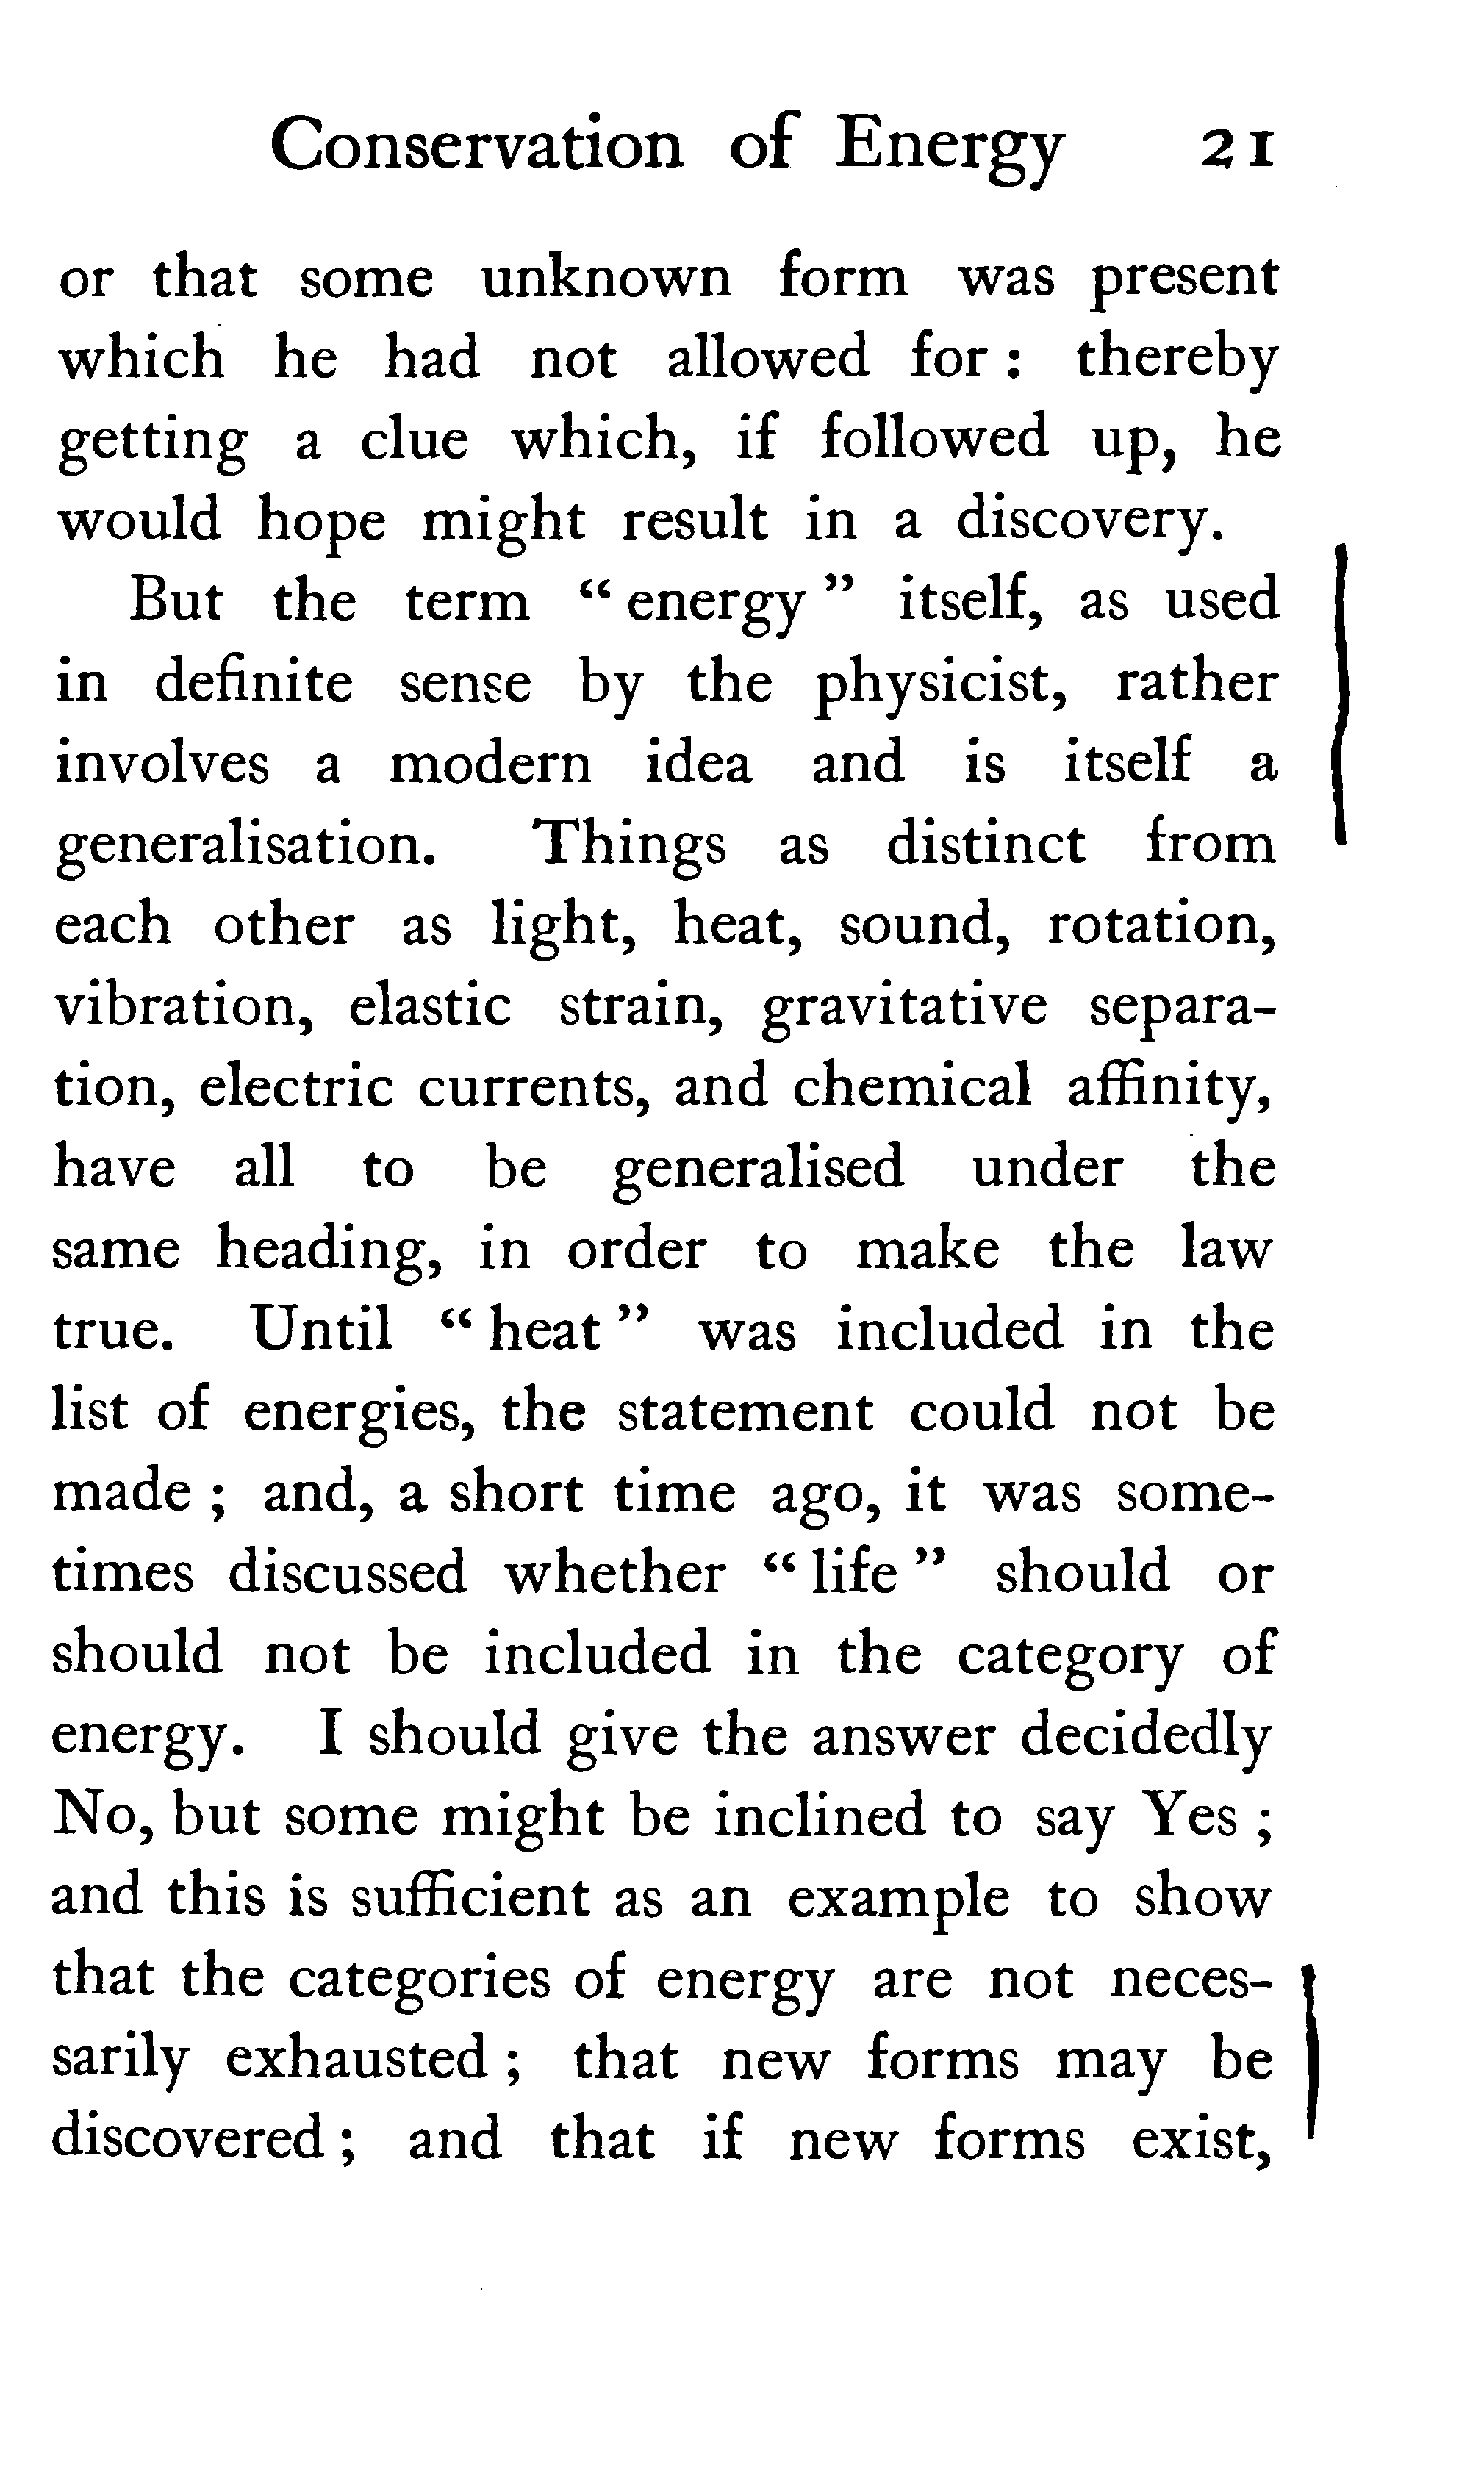 Conservation of Energy 21
or that some unknown form was present
which he had not allowed for : thereby
getting a clue which, if followed up, he
would hope might result in a discovery.
But the term “ energy ” itself, as used
in definite sense by the physicist, rather
involves a modern idea and is itself a
generalisation. Things as distinct from
each other as light, heat, sound, rotation,
vibration, elastic strain, gravitative separa-
tion, electric currents, and chemical affinity,
have all to be generalised under the
same heading, in order to make the law
true. Until “ heat ” was included in the
list of energies, the statement could not be
made ; and, a short time ago, it was some-
times discussed whether “ life ” should or
should not be included in the category of
energy. I should give the answer decidedly
No, but some might be inclined to say Yes ;
and this is sufficient as an example to show
that the categories of energy are not neces-
sarily exhausted ; that new forms may be
discovered ; and that if new forms exist,